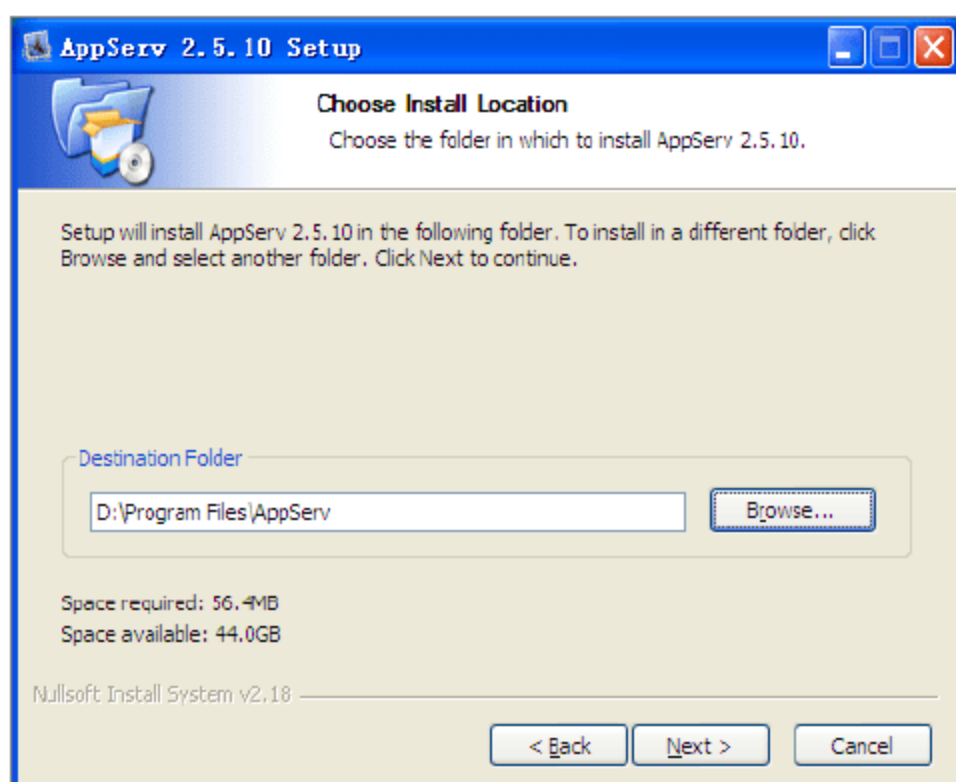 AppServ 2.5.10 Setup
Choose Install Location
Choose the folder in which to install AppServ 2.5.10.
Setup will install AppServ 2.5.10 in the following folder. To install in a different folder, click
Browse and select another folder. Click Next to continue.
Destination Folder
D:\Program Files\AppServ
Browse...
Space required: 56.4MB
Space available: 44.0GB
Nullsoft Install System v2.18
< Back
Next >
Cancel